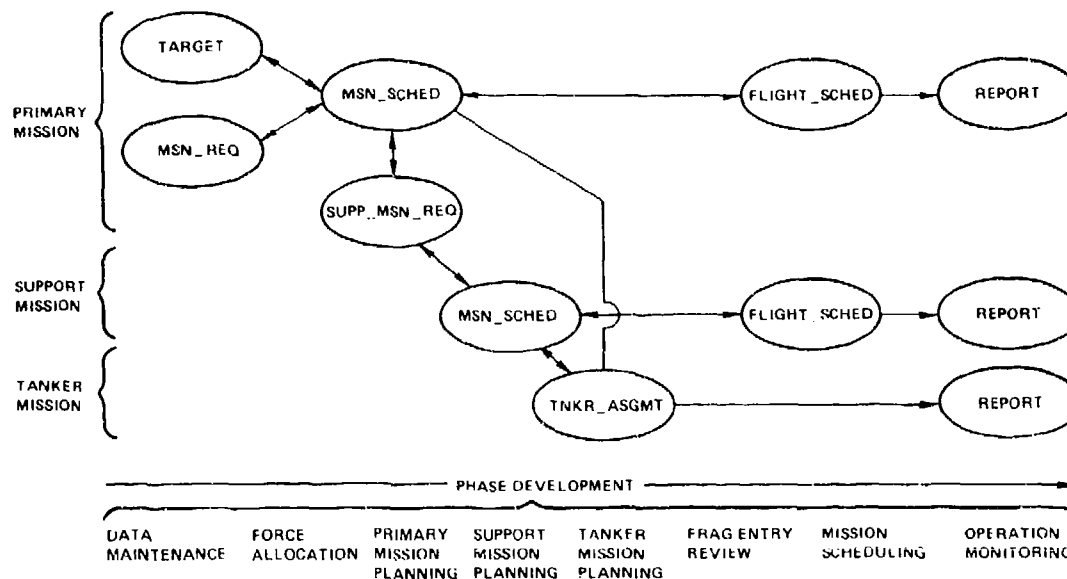 TARGET
MSN_SCHED
FLIGHT_SCHED
REPORT
PRIMARY
MISSION
MSN_REQ
SUPP_MSN_REQ
SUPPORT
MISSION
MSN_SCHED
FLIGHT_SCHED
REPORT
TANKER
MISSION
TNKR_ASGMT
REPORT
PHASE DEVELOPMENT
DATA
MAINTENANCE
FORCE
ALLOCATION
PRIMARY
MISSION
PLANNING
SUPPORT
MISSION
PLANNING
TANKER
MISSION
PLANNING
FRAG ENTRY
REVIEW
MISSION
SCHEDULING
OPERATION
MONITORING